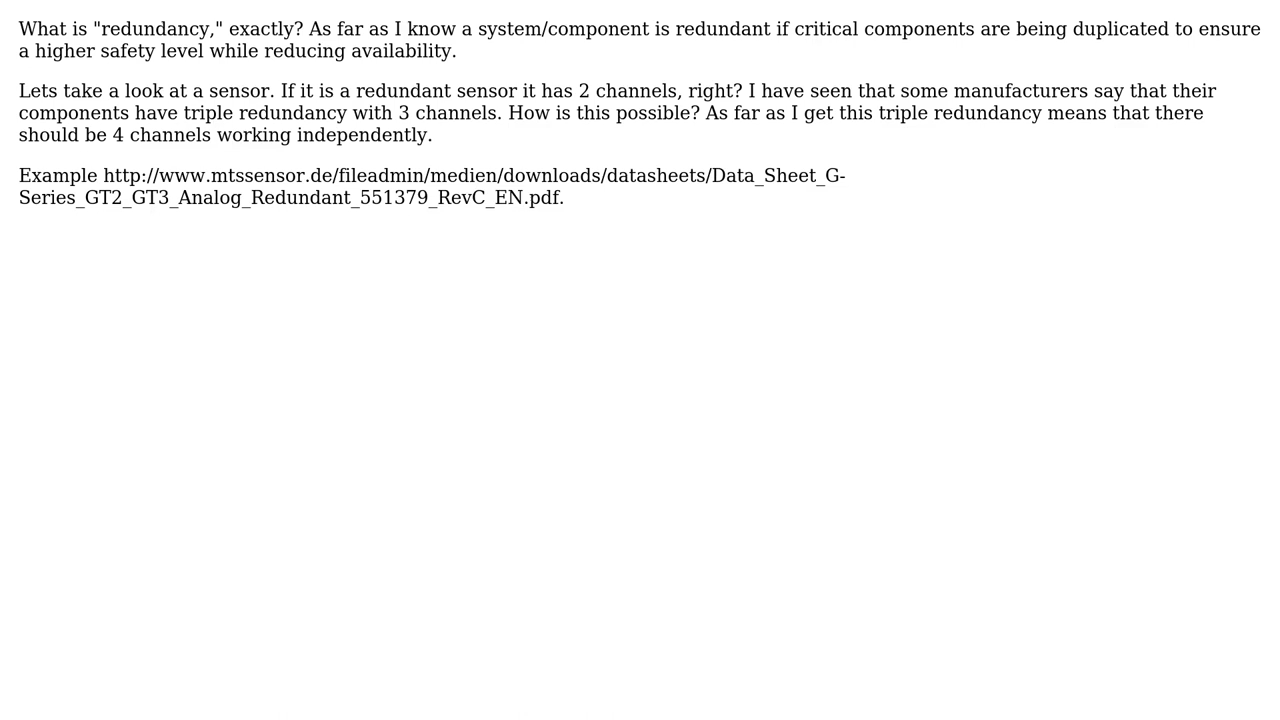 What is "redundancy," exactly? As far as I know a system/component is redundant if critical components are being duplicated to ensure
a higher safety level while reducing availability.
Lets take a look at a sensor. If it is a redundant sensor it has 2 channels, right? I have seen that some manufacturers say that their
components have triple redundancy with 3 channels. How is this possible? As far as I get this triple redundancy means that there
should be 4 channels working independently.
Example http://www.mtssensor.de/fileadmin/medien/downloads/datasheets/Data_Sheet_G-
Series_GT2_GT3_Analog_Redundant_551379_RevC_EN.pdf.